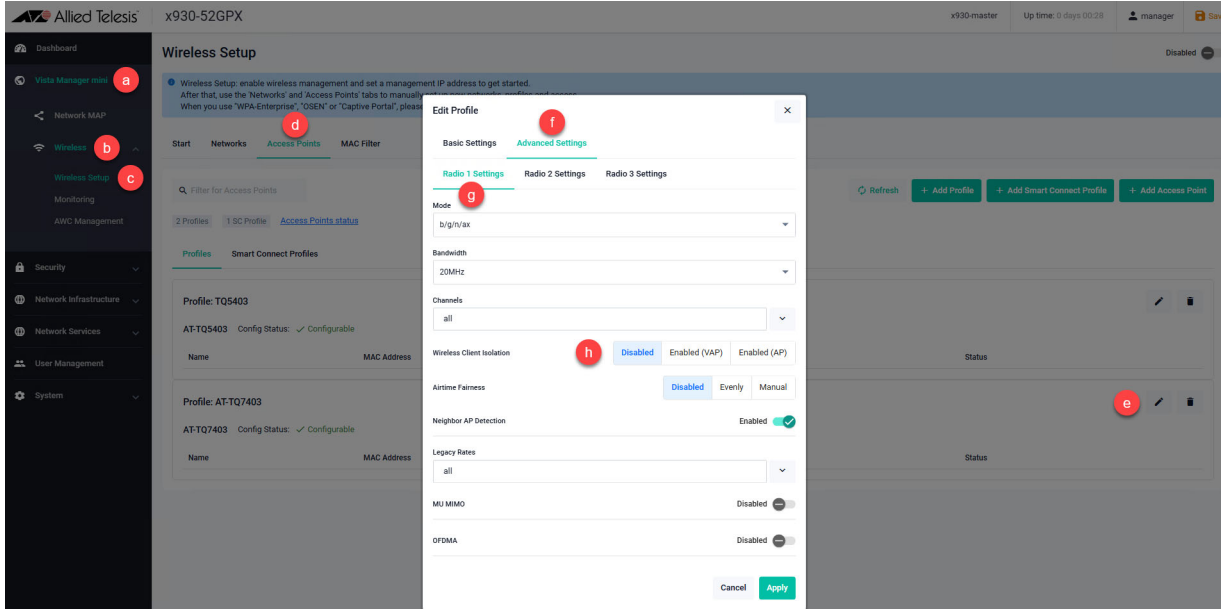 Allied Telesis
x930-52GPX
x930-master
Up time: 0 days 00:28
manager
Sav
Dashboard
Vista Manager mini
a
Network MAP
Wireless
b
Wireless Setup
c
Monitoring
AWC Management
Security
Network Infrastructure
Network Services
User Management
System
Wireless Setup
Disabled
Wireless Setup: enable wireless management and set a management IP address to get started.
After that, use the 'Networks' and 'Access Points' tabs to manually set up new networks, profiles and access
When you use "WPA-Enterprise", "OSEN" or "Captive Portal", please
d
Start
Networks
Access Points
MAC Filter
Filter for Access Points
Refresh
+ Add Profile
+ Add Smart Connect Profile
+ Add Access Point
2 Profiles
1 SC Profile
Access Points status
Profiles
Smart Connect Profiles
Profile: TQ5403
AT-TQ5403 Config Status: ✓ Configurable
Name
MAC Address
Status
Profile: AT-TQ7403
e
AT-TQ7403 Config Status: ✓ Configurable
Name
MAC Address
Status
Edit Profile
×
f
Basic Settings
Advanced Settings
Radio 1 Settings
Radio 2 Settings
Radio 3 Settings
g
Mode
b/g/n/ax
Bandwidth
20MHz
Channels
all
Wireless Client Isolation
h
Disabled
Enabled (VAP)
Enabled (AP)
Airtime Fairness
Disabled
Evenly
Manual
Neighbor AP Detection
Enabled
Legacy Rates
all
MU MIMO
Disabled
OFDMA
Disabled
Cancel
Apply